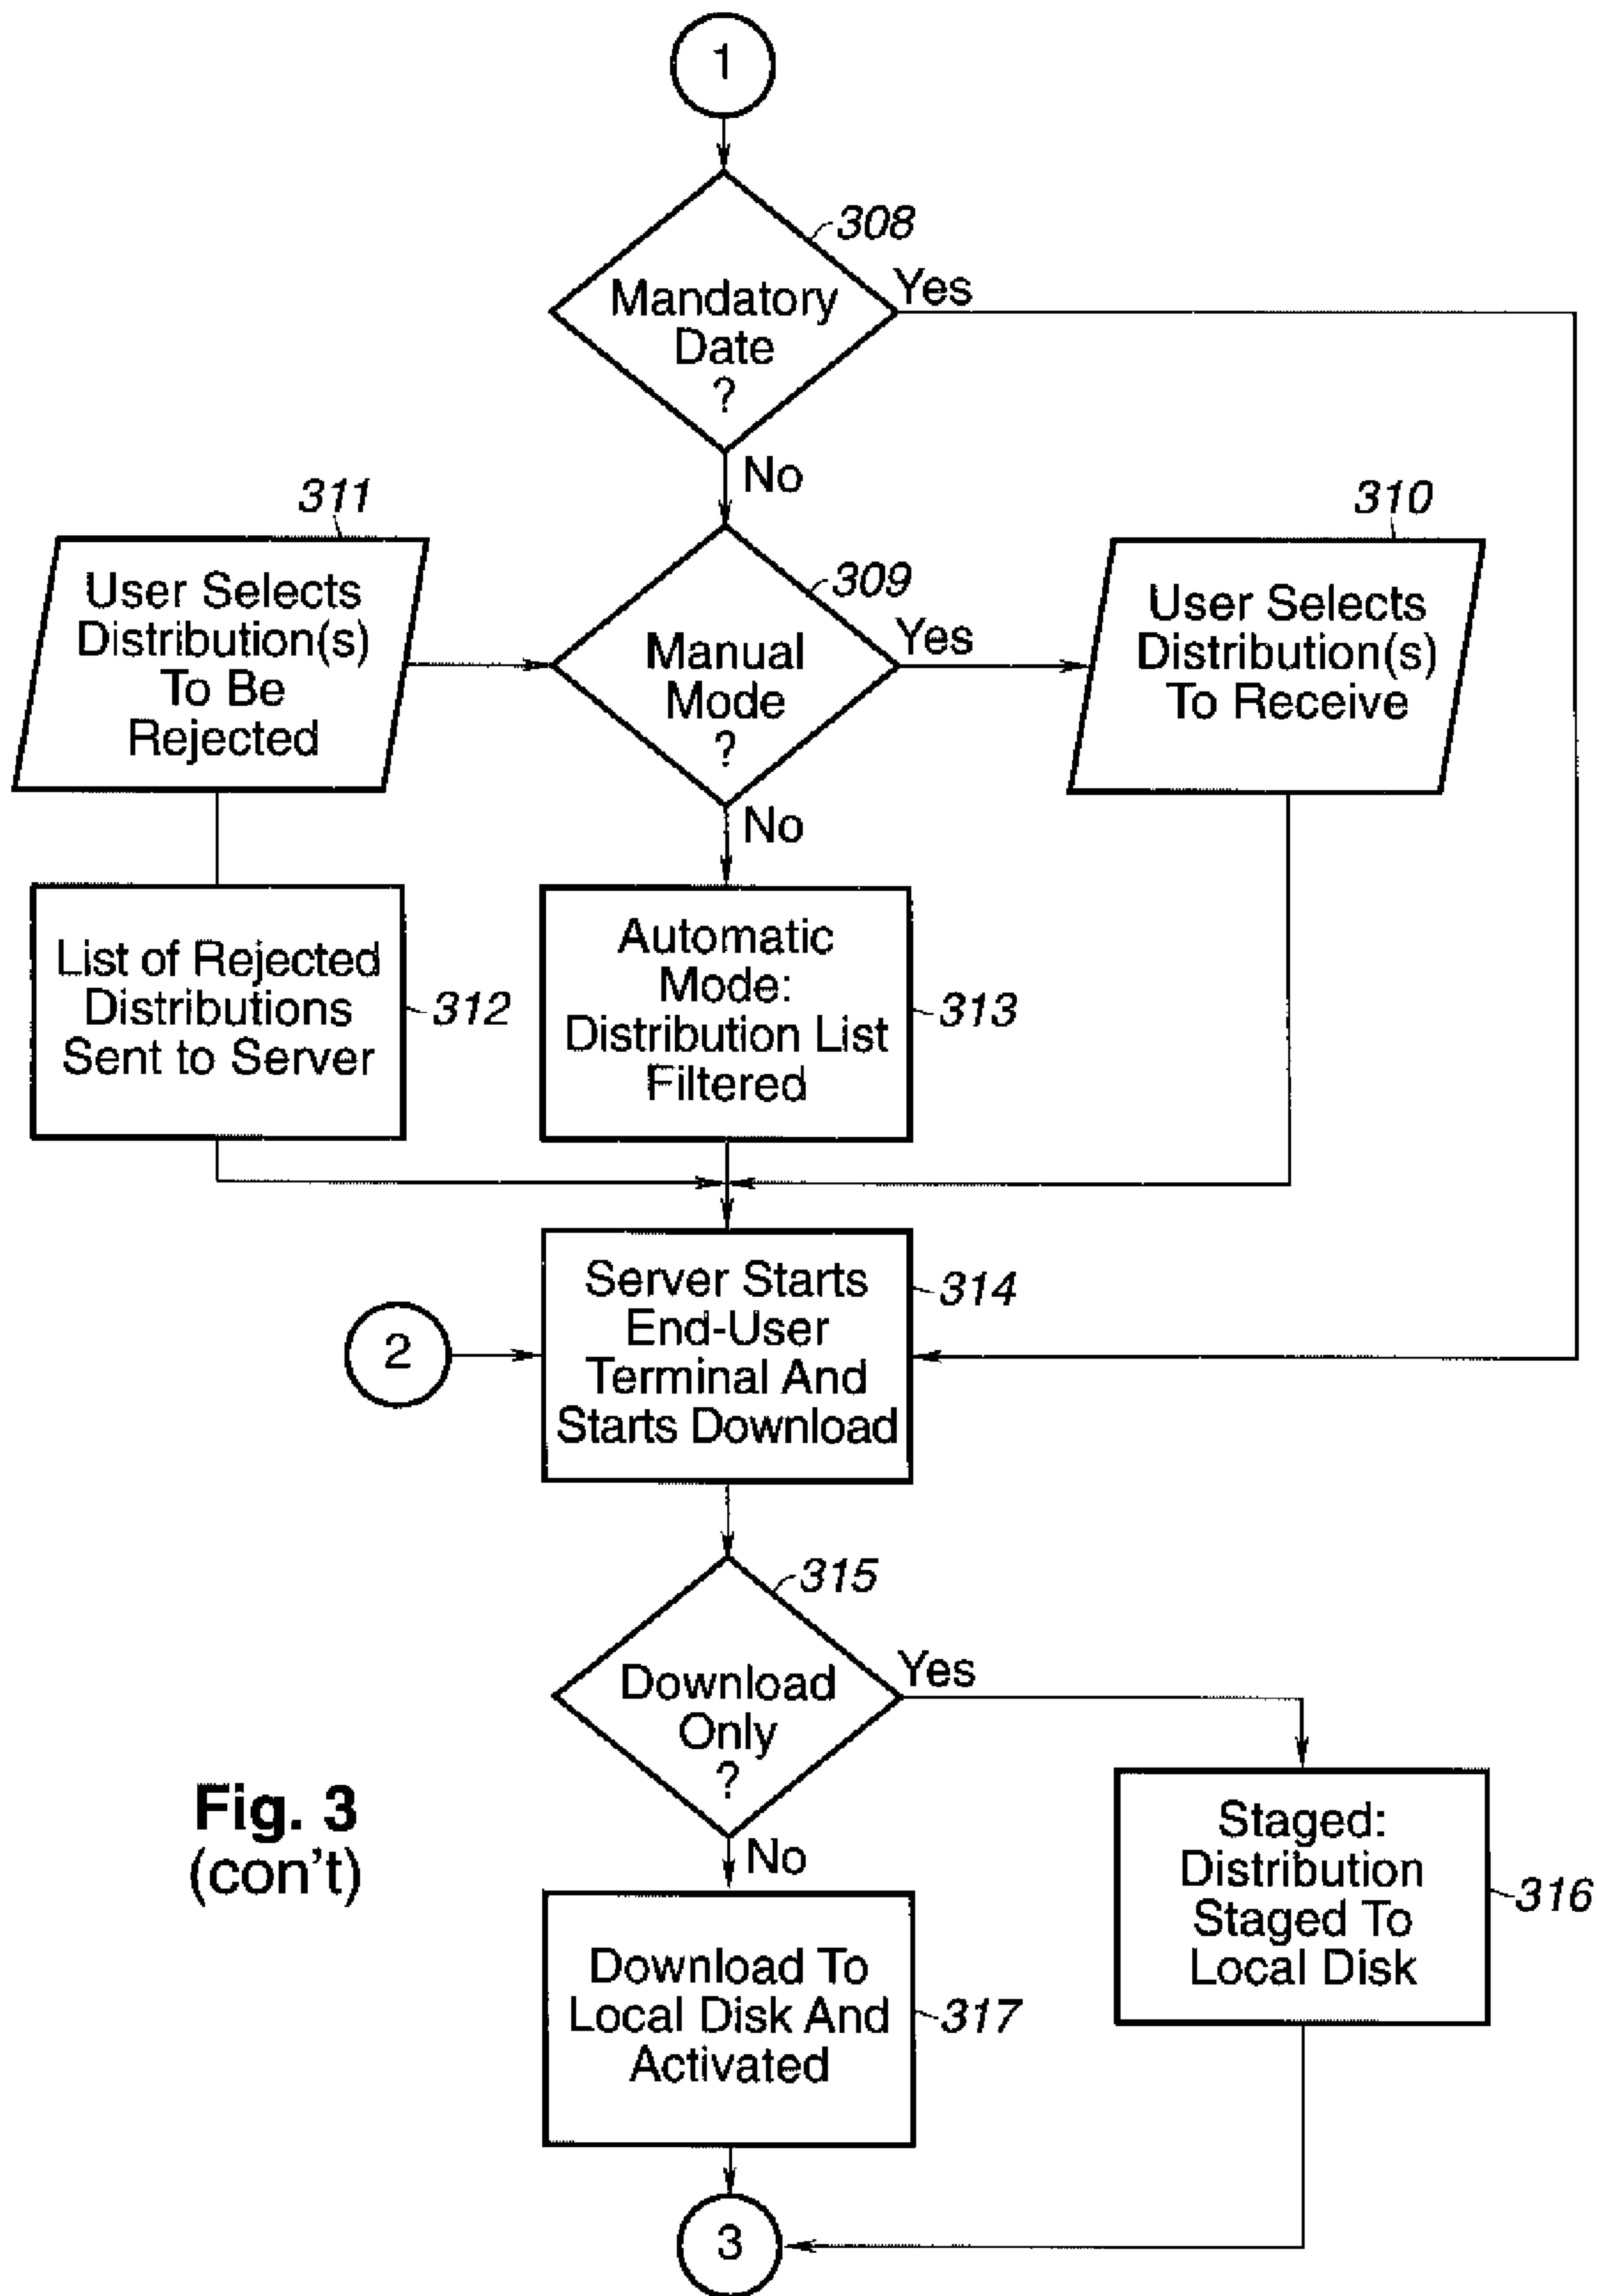 1
308
Mandatory
Date
?
Yes
No
311
User Selects
Distribution(s)
To Be
Rejected
309
Manual
Mode
?
Yes
No
310
User Selects
Distribution(s)
To Receive
List of Rejected
Distributions
Sent to Server
312
Automatic
Mode:
Distribution List
Filtered
313
Server Starts
End-User
Terminal And
Starts Download
314
2
315
Download
Only
?
Yes
No
Fig. 3
(con't)
Staged:
Distribution
Staged To
Local Disk
316
Download To
Local Disk And
Activated
317
3